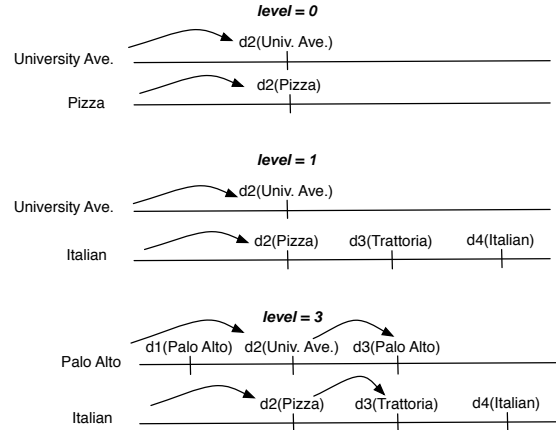 level = 0
d2(Univ. Ave.)
University Ave.
d2(Pizza)
Pizza
level = 1
d2(Univ. Ave.)
University Ave.
d2(Pizza) d3(Trattoria) d4(Italian)
Italian
level = 3
d1(Palo Alto) d2(Univ. Ave.) d3(Palo Alto)
Palo Alto
d2(Pizza) d3(Trattoria) d4(Italian)
Italian